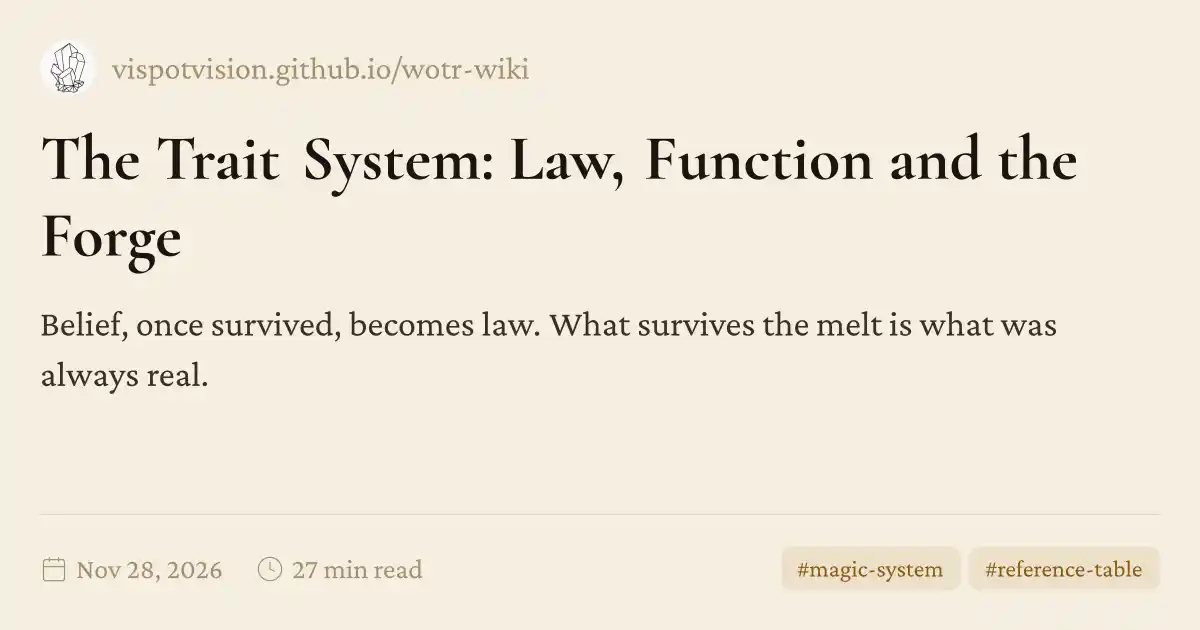 vispotvision.github.io/wotr-wiki
The Trait System: Law, Function and the
Forge
Belief, once survived, becomes law. What survives the melt is what was
always real.
Nov 28, 2026
27 min read
#magic-system
#reference-table